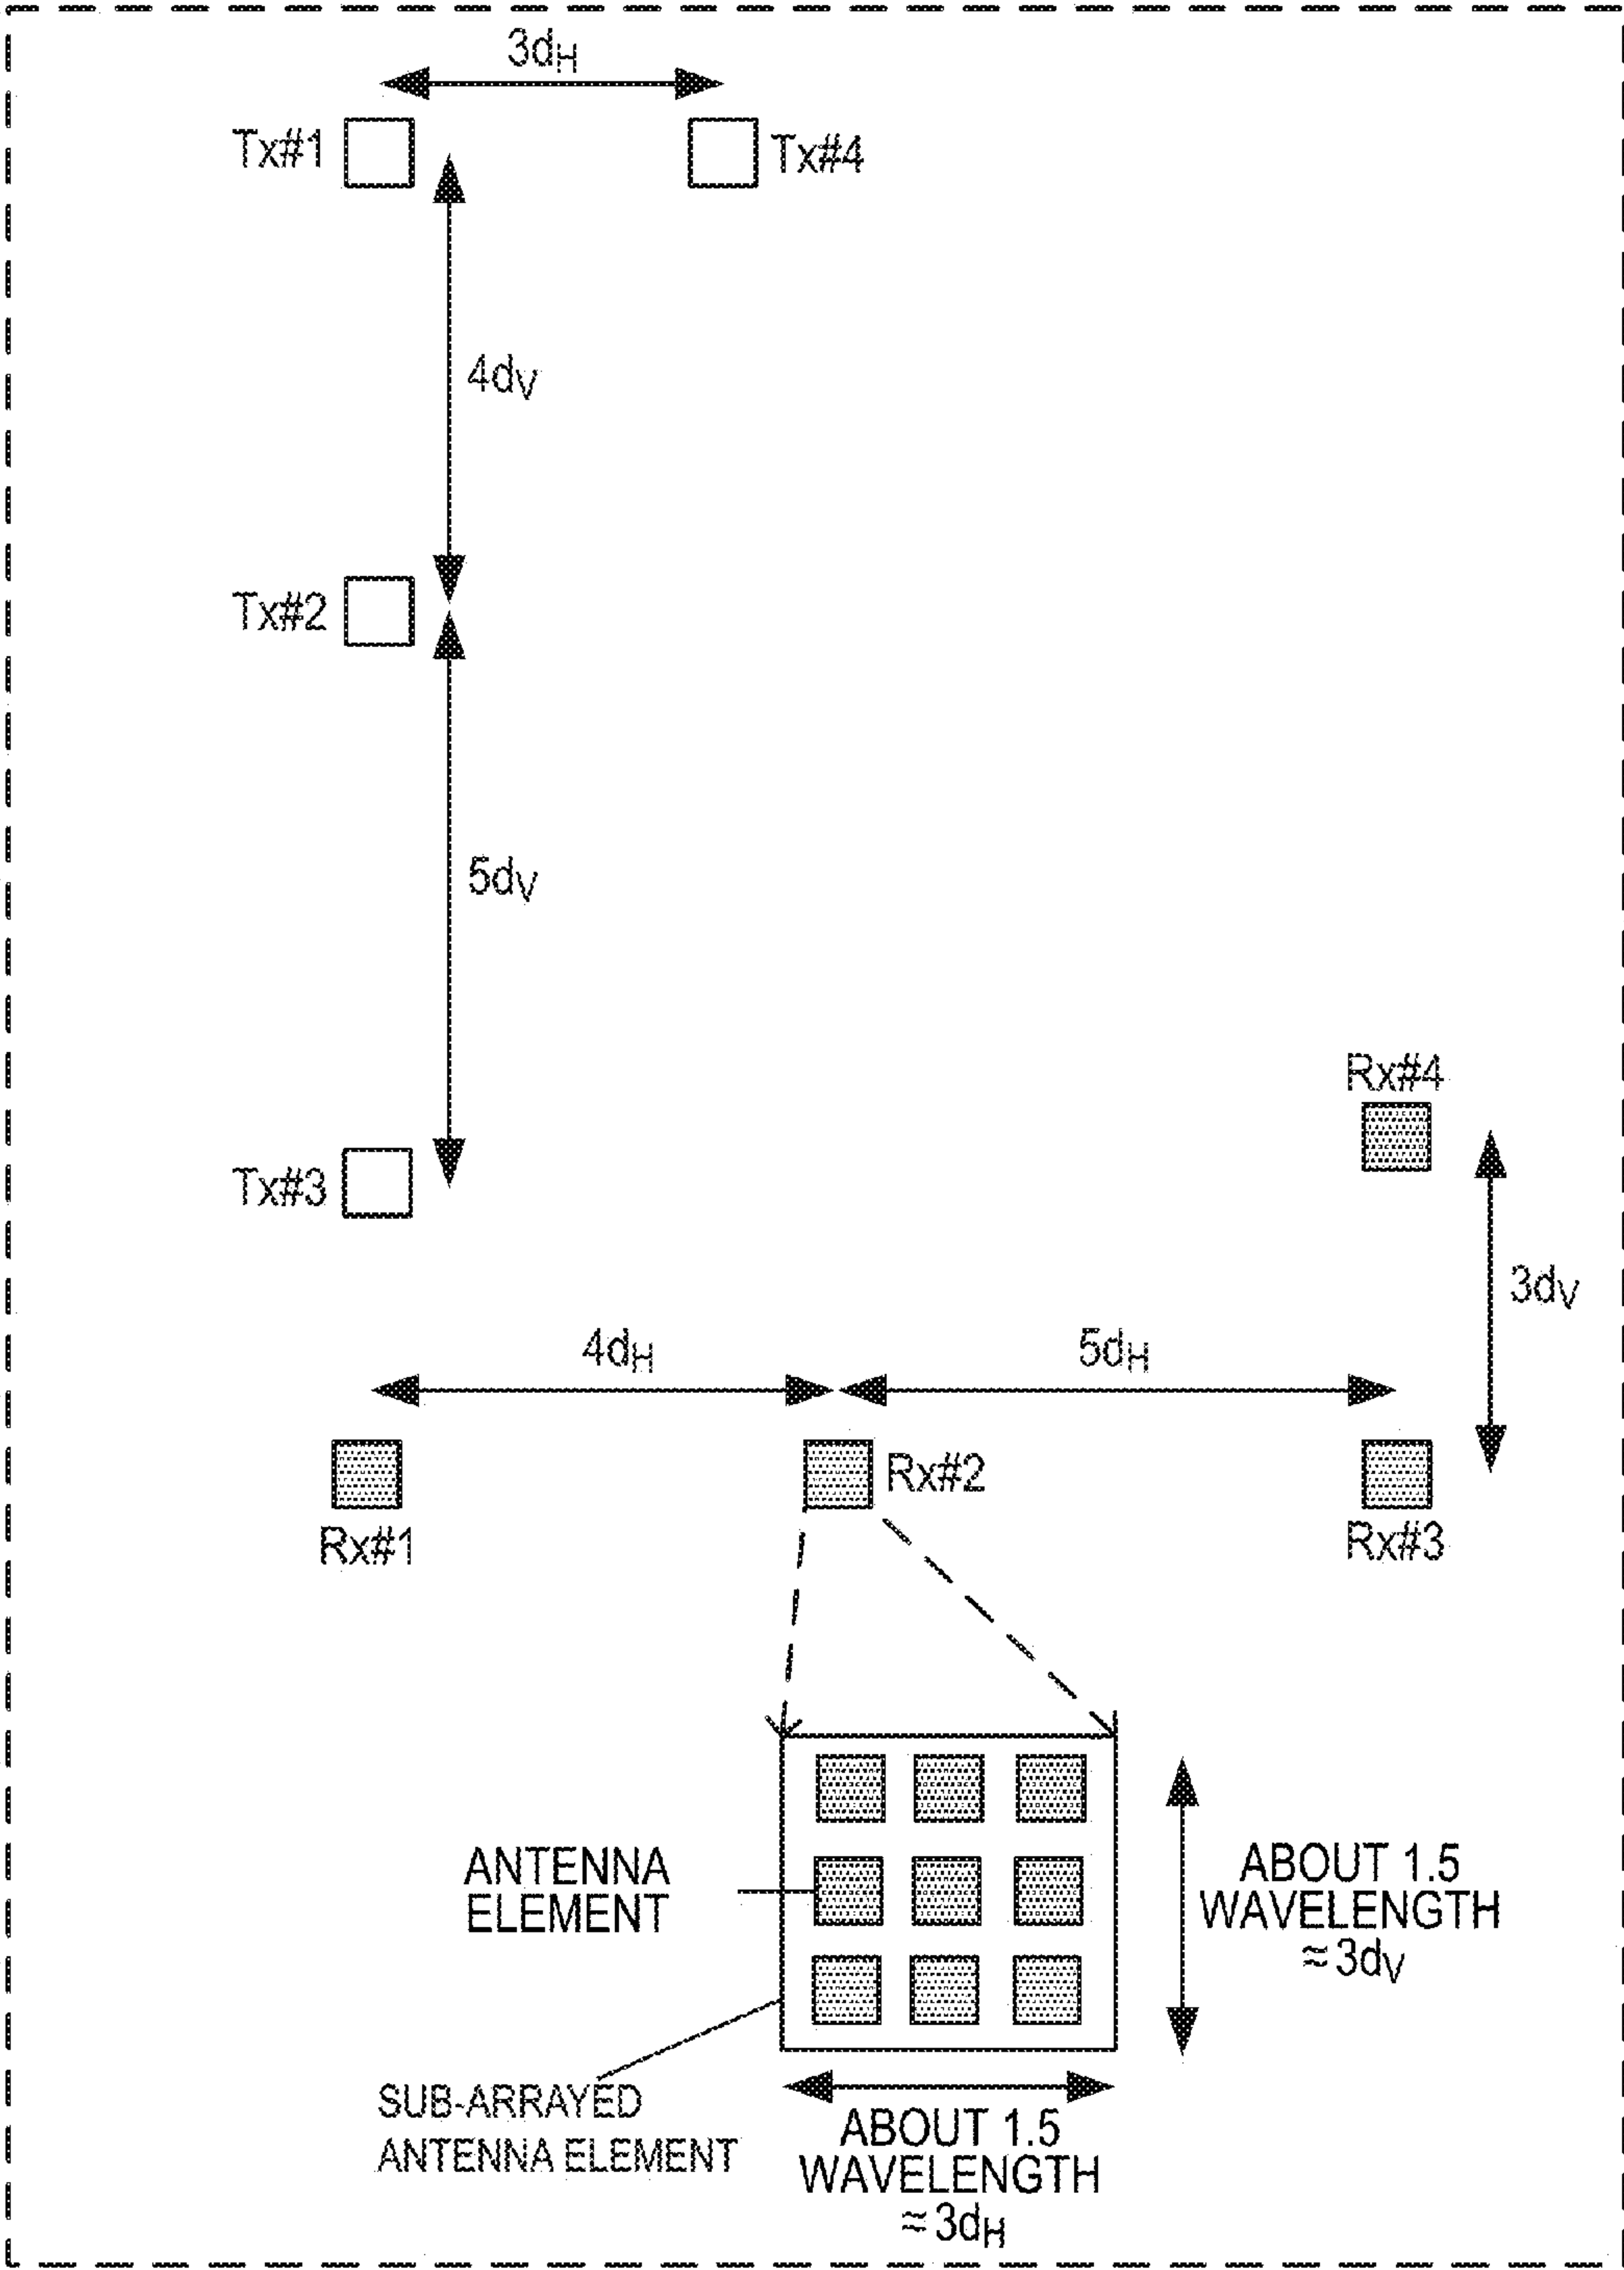 3dH
Tx#1
Tx#4
4dV
Tx#2
5dV
Tx#3
Rx#4
3dV
4dH
5dH
Rx#2
Rx#1
Rx#3
ANTENNA
ELEMENT
ABOUT 1.5
WAVELENGTH
≈3dV
SUB-ARRAYED
ANTENNA ELEMENT
ABOUT 1.5
WAVELENGTH
≈3dH